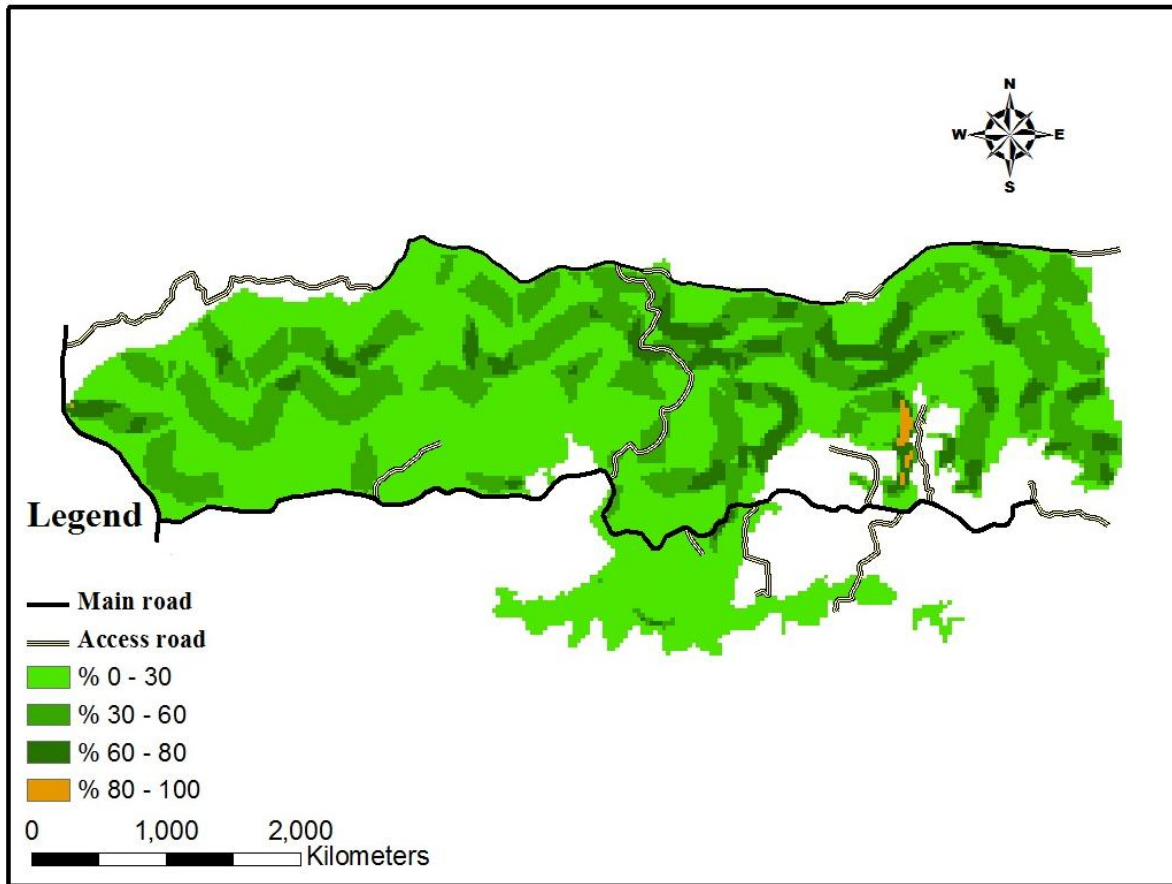 N
W E
S
Legend
Main road
Access road
% 0 - 30
% 30 - 60
% 60 - 80
% 80 - 100
0 1,000 2,000
Kilometers